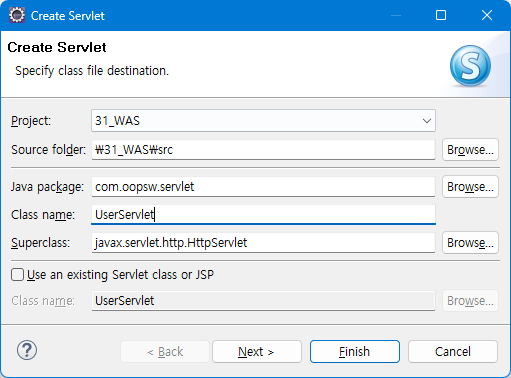 Create Servlet
Create Servlet
Specify class file destination.
S
Project: 31_WAS
Source folder: ₩31_WAS₩src Browse...
Java package: com.oopsw.servlet Browse...
Class name: UserServlet
Superclass: javax.servlet.http.HttpServlet Browse...
Use an existing Servlet class or JSP
Class name: UserServlet Browse...
? < Back Next > Finish Cancel